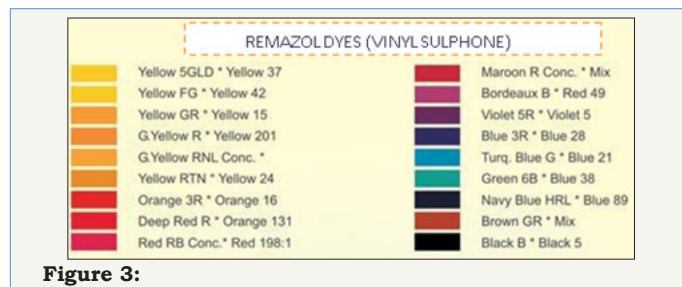 REMAZOL DYES (VINYL SULPHONE)
Yellow 5GLD * Yellow 37
Yellow FG * Yellow 42
Yellow GR * Yellow 15
G.Yellow R * Yellow 201
G.Yellow RNL Conc. *
Yellow RTN * Yellow 24
Orange 3R * Orange 16
Deep Red R * Orange 131
Red RB Conc.* Red 198:1
Maroon R Conc. * Mix
Bordeaux B * Red 49
Violet 5R * Violet 5
Blue 3R * Blue 28
Turq. Blue G * Blue 21
Green 6B * Blue 38
Navy Blue HRL * Blue 89
Brown GR * Mix
Black B * Black 5
Figure 3: